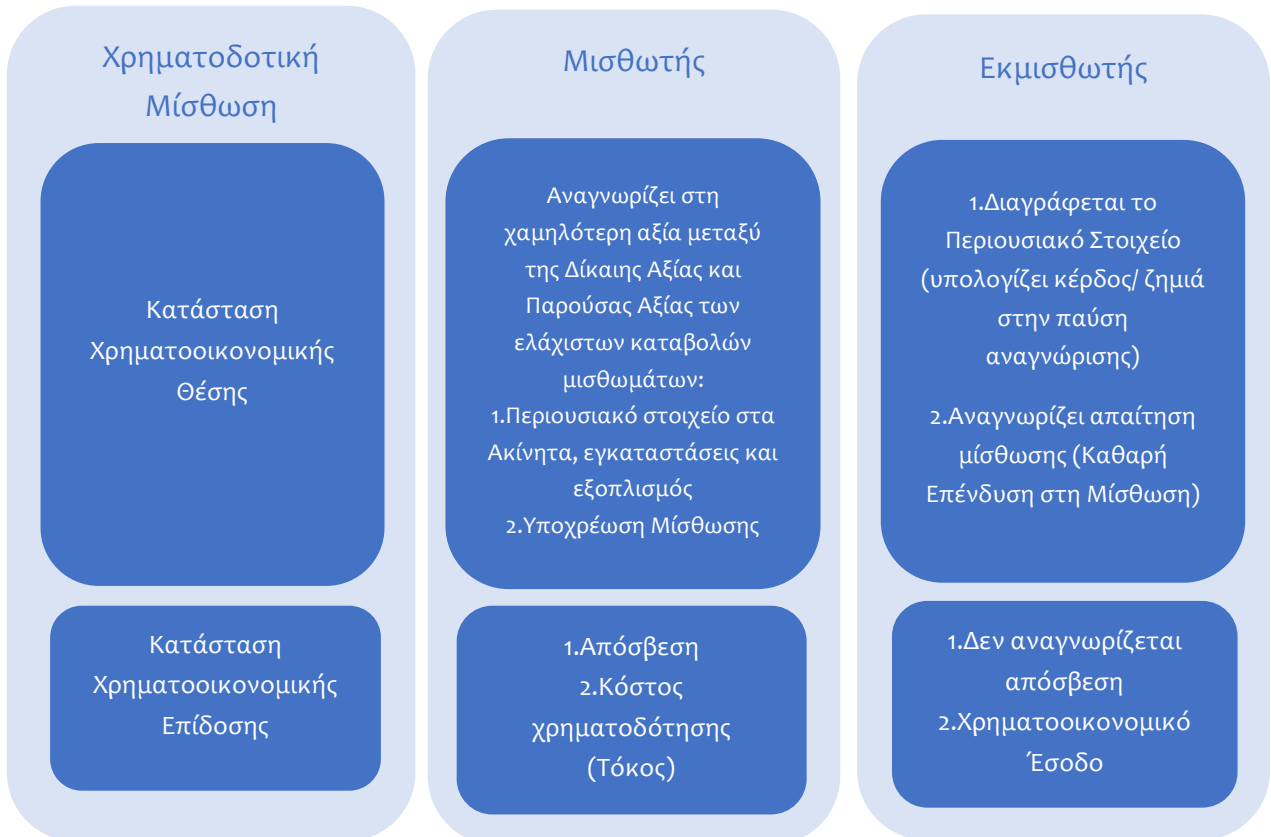 Χρηματοδοτική
Μίσθωση
Κατάσταση
Χρηματοοικονομικής
Θέσης
Κατάσταση
Χρηματοοικονομικής
Επίδοσης
Μισθωτής
Αναγνωρίζει στη
χαμηλότερη αξία μεταξύ
της Δίκαιης Αξίας και
Παρούσας Αξίας των
ελάχιστων καταβολών
μισθωμάτων:
1.Περιουσιακό στοιχείο στα
Ακίνητα, εγκαταστάσεις και
εξοπλισμός
2.Υποχρέωση Μίσθωσης
1.Απόσβεση
2.Κόστος
χρηματοδότησης
(Τόκος)
Εκμισθωτής
1.Διαγράφεται το
Περιουσιακό Στοιχείο
(υπολογίζει κέρδος/ ζημιά
στην παύση
αναγνώρισης)
2.Αναγνωρίζει απαίτηση
μίσθωσης (Καθαρή
Επένδυση στη Μίσθωση)
1.Δεν αναγνωρίζεται
απόσβεση
2.Χρηματοοικονομικό
Έσοδο